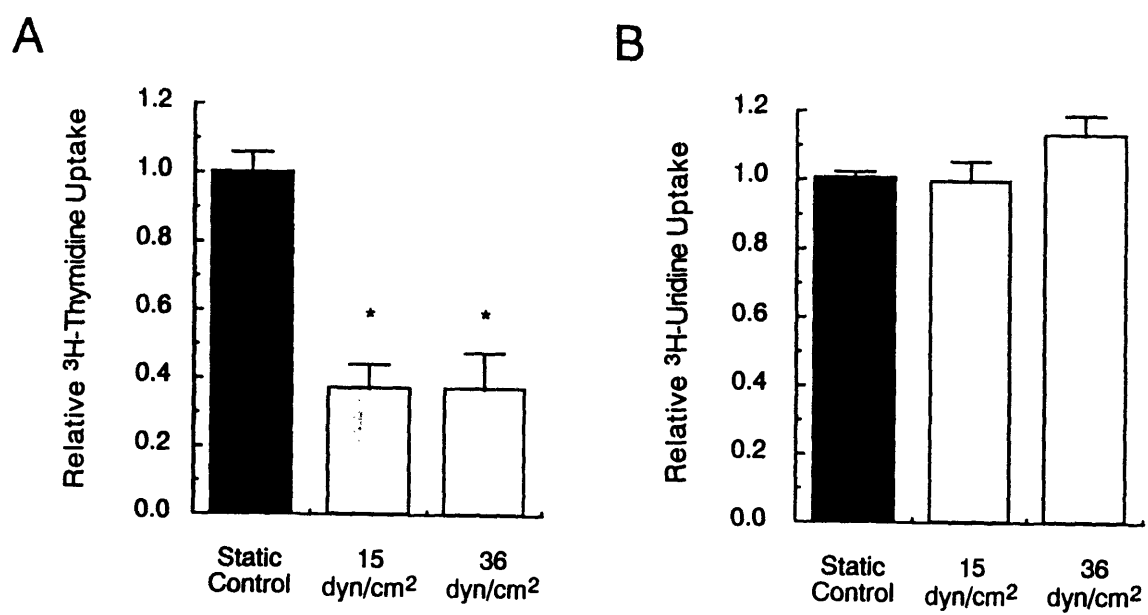 A
Relative ³H-Thymidine Uptake
1.2
1.0
0.8
0.6
0.4
0.2
0.0
*
*
Static
Control
15
dyn/cm²
36
dyn/cm²
B
Relative ³H-Uridine Uptake
1.2
1.0
0.8
0.6
0.4
0.2
0.0
Static
Control
15
dyn/cm²
36
dyn/cm²